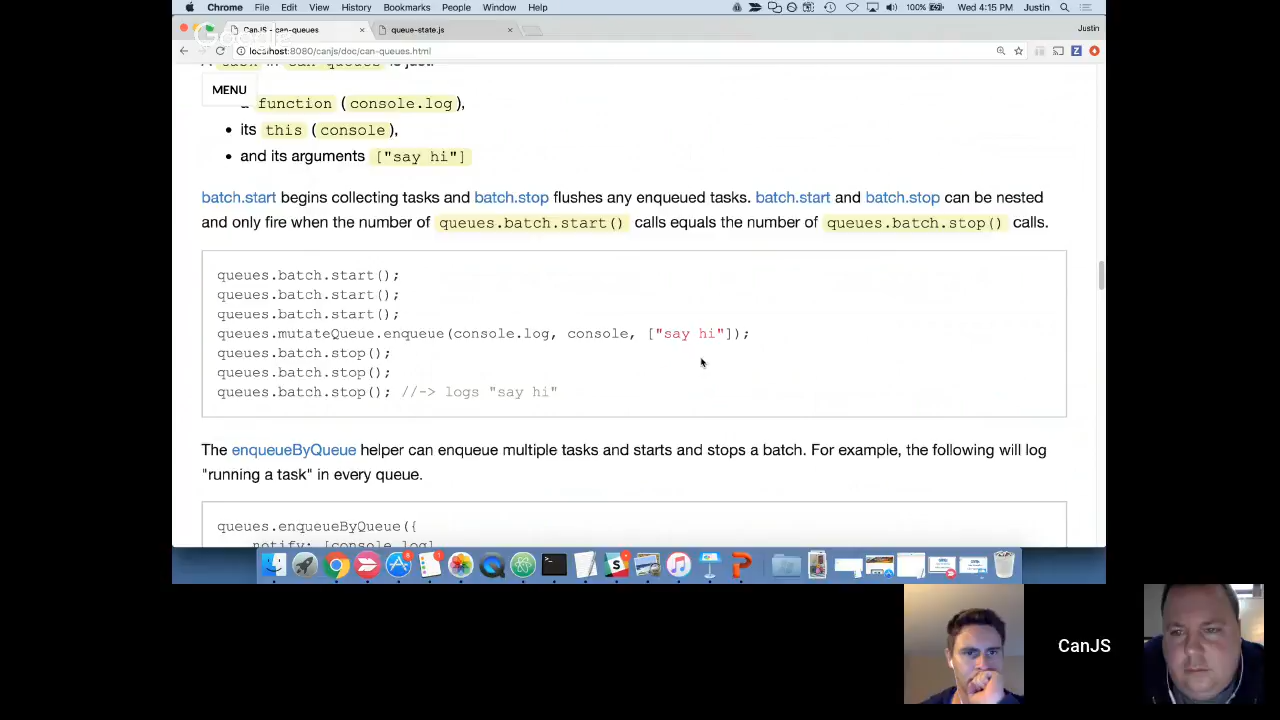 Chrome File Edit View History Bookmarks People Window Help 100% Wed 4:15 PM Justin
CanJS - can-queues queue-state.js Justin
localhost:8080/canjs/doc/can-queues.html
MENU
function (console.log),
• its this (console),
• and its arguments ["say hi"]
batch.start begins collecting tasks and batch.stop flushes any enqueued tasks. batch.start and batch.stop can be nested
and only fire when the number of queues.batch.start() calls equals the number of queues.batch.stop() calls.
queues.batch.start();
queues.batch.start();
queues.batch.start();
queues.mutateQueue.enqueue(console.log, console, ["say hi"]);
queues.batch.stop();
queues.batch.stop();
queues.batch.stop(); //-> logs "say hi"
The enqueueByQueue helper can enqueue multiple tasks and starts and stops a batch. For example, the following will log
"running a task" in every queue.
queues.enqueueByQueue({
notify: [console.log]
CanJS